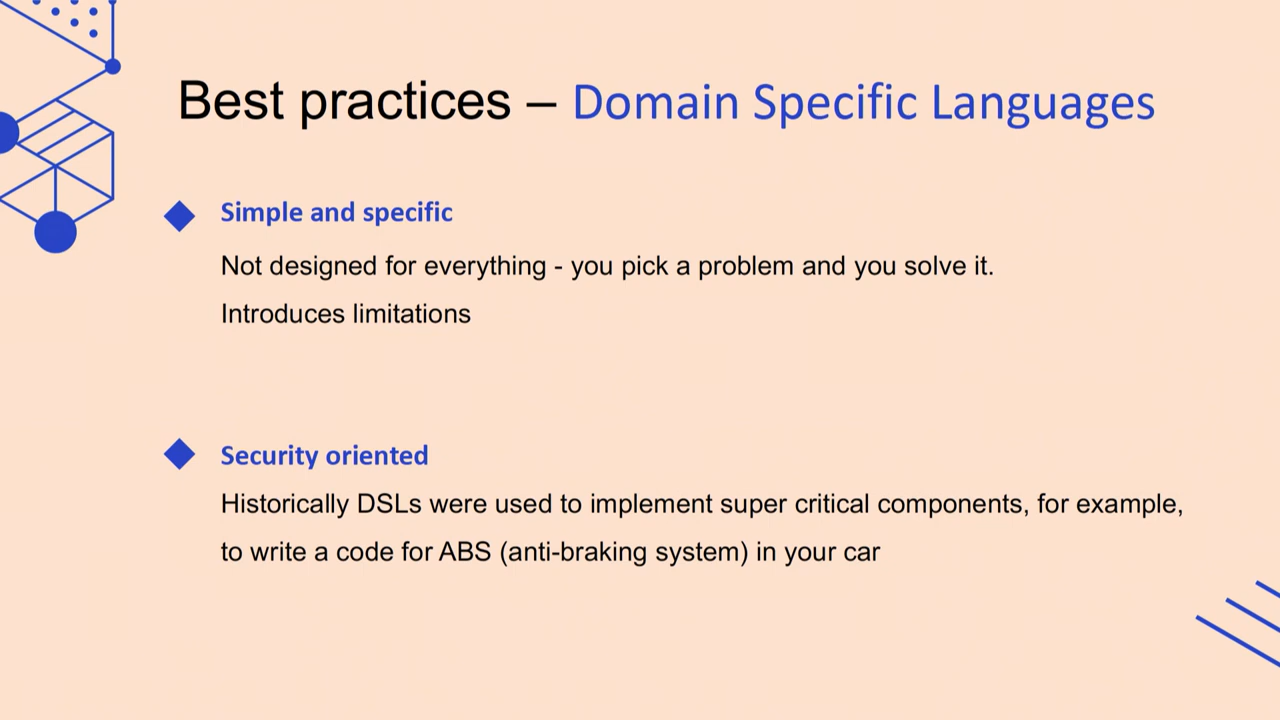 Best practices – Domain Specific Languages
Simple and specific
Not designed for everything - you pick a problem and you solve it.
Introduces limitations
Security oriented
Historically DSLs were used to implement super critical components, for example,
to write a code for ABS (anti-braking system) in your car